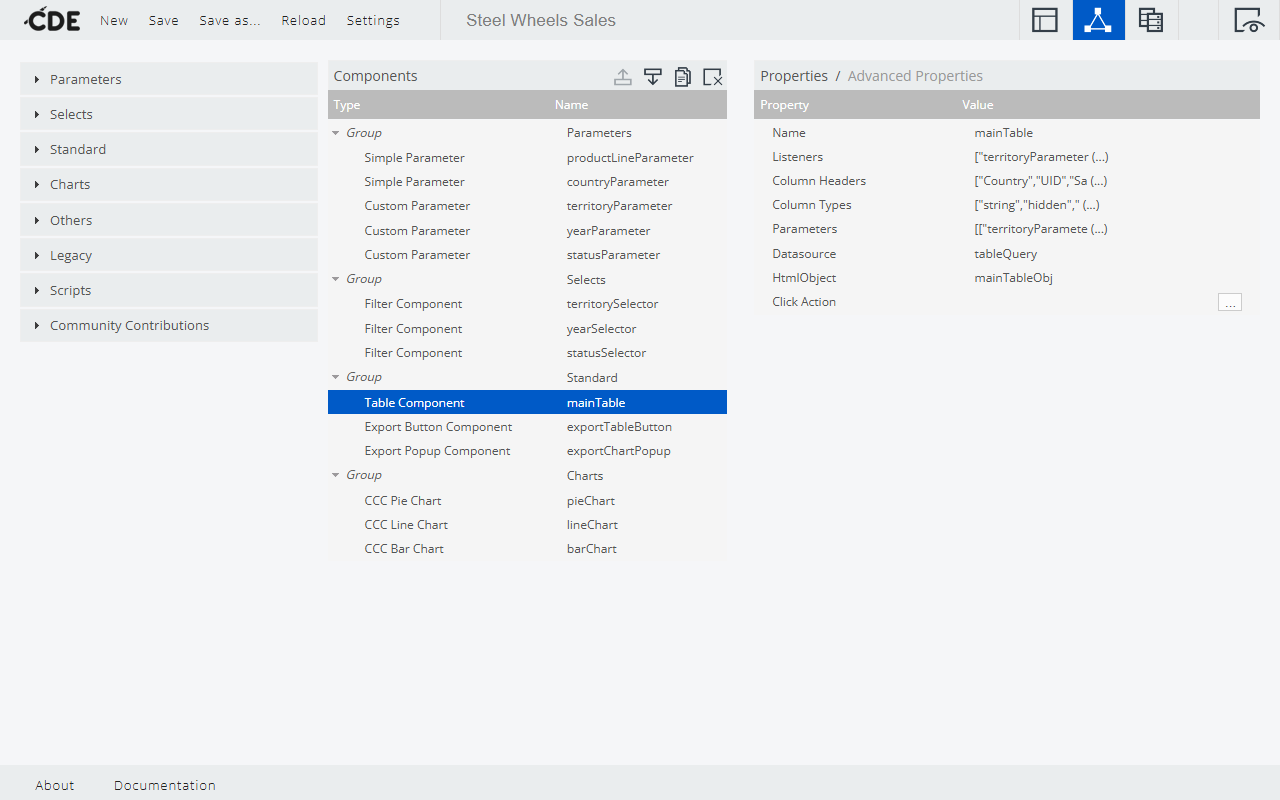 CDE New Save Save as... Reload Settings Steel Wheels Sales
Parameters
Selects
Standard
Charts
Others
Legacy
Scripts
Community Contributions
Components
Type Name
Group Parameters
Simple Parameter productLineParameter
Simple Parameter countryParameter
Custom Parameter territoryParameter
Custom Parameter yearParameter
Custom Parameter statusParameter
Group Selects
Filter Component territorySelector
Filter Component yearSelector
Filter Component statusSelector
Group Standard
Table Component mainTable
Export Button Component exportTableButton
Export Popup Component exportChartPopup
Group Charts
CCC Pie Chart pieChart
CCC Line Chart lineChart
CCC Bar Chart barChart
Properties / Advanced Properties
Property Value
Name mainTable
Listeners ["territoryParameter (...)
Column Headers ["Country","UID","Sa (...)
Column Types ["string","hidden"," (...)
Parameters [["territoryParamete (...)
Datasource tableQuery
HtmlObject mainTableObj
Click Action ...
About Documentation